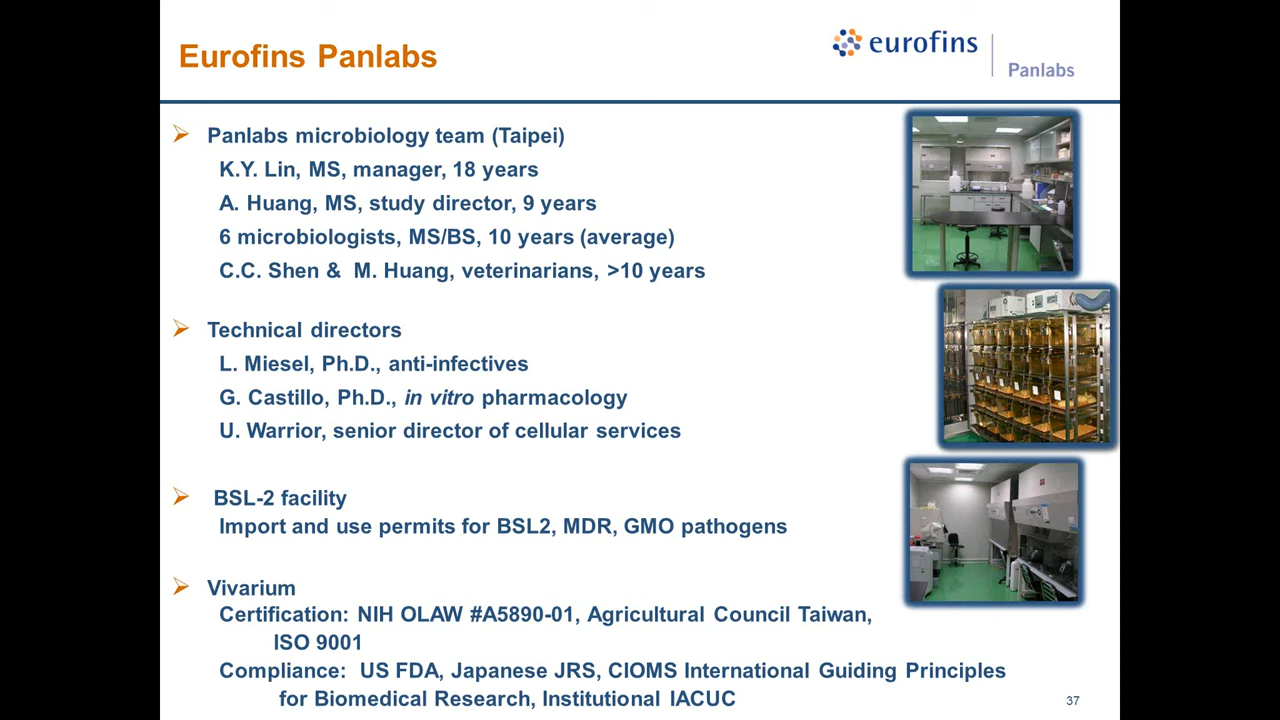 Eurofins Panlabs
eurofins
Panlabs
Panlabs microbiology team (Taipei)
K.Y. Lin, MS, manager, 18 years
A. Huang, MS, study director, 9 years
6 microbiologists, MS/BS, 10 years (average)
C.C. Shen & M. Huang, veterinarians, >10 years
Technical directors
L. Miesel, Ph.D., anti-infectives
G. Castillo, Ph.D., in vitro pharmacology
U. Warrior, senior director of cellular services
BSL-2 facility
Import and use permits for BSL2, MDR, GMO pathogens
Vivarium
Certification: NIH OLAW #A5890-01, Agricultural Council Taiwan,
ISO 9001
Compliance: US FDA, Japanese JRS, CIOMS International Guiding Principles
for Biomedical Research, Institutional IACUC
37